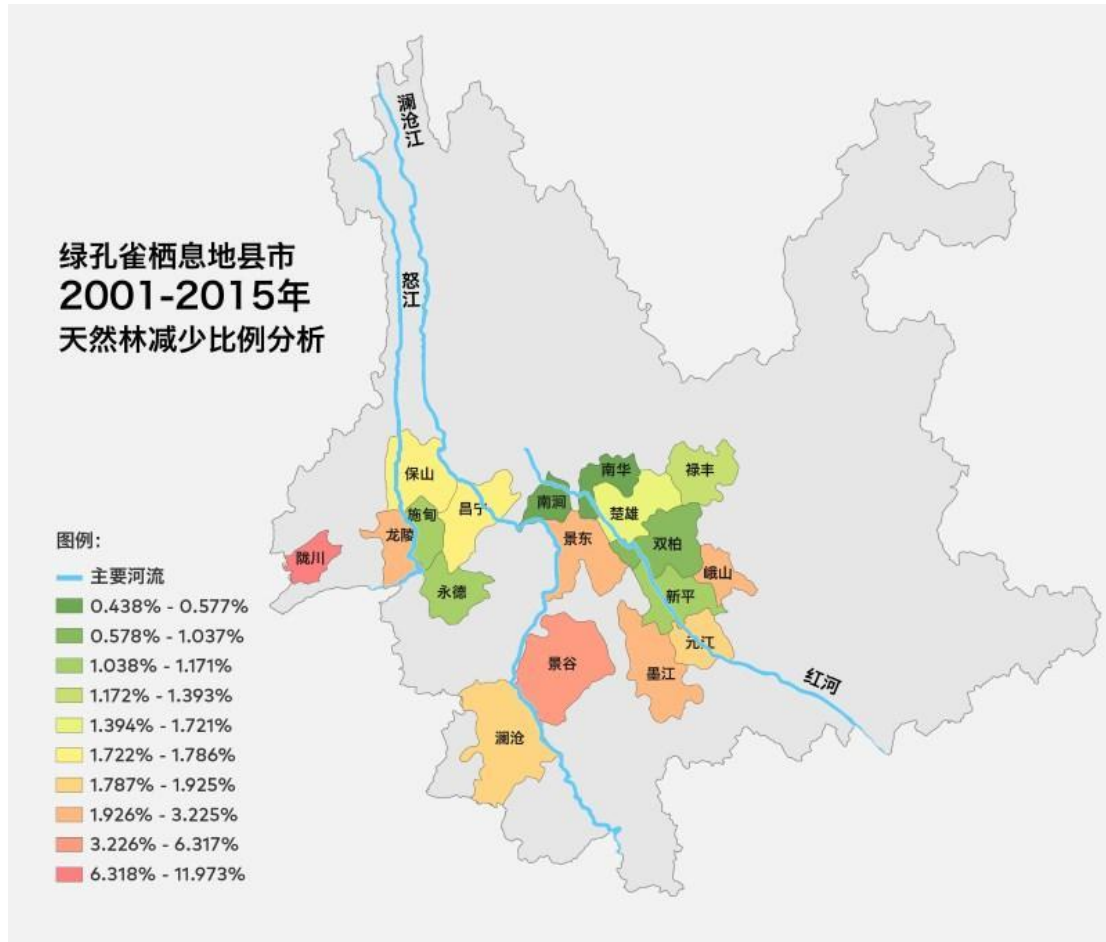 澜沧江
怒江
绿孔雀栖息地县市
2001-2015年
天然林减少比例分析
保山
施甸
昌宁
龙陵
陇川
永德
南涧
南华
禄丰
楚雄
双柏
景东
峨山
新平
元江
墨江
景谷
澜沧
红河
图例：
主要河流
0.438% - 0.577%
0.578% - 1.037%
1.038% - 1.171%
1.172% - 1.393%
1.394% - 1.721%
1.722% - 1.786%
1.787% - 1.925%
1.926% - 3.225%
3.226% - 6.317%
6.318% - 11.973%